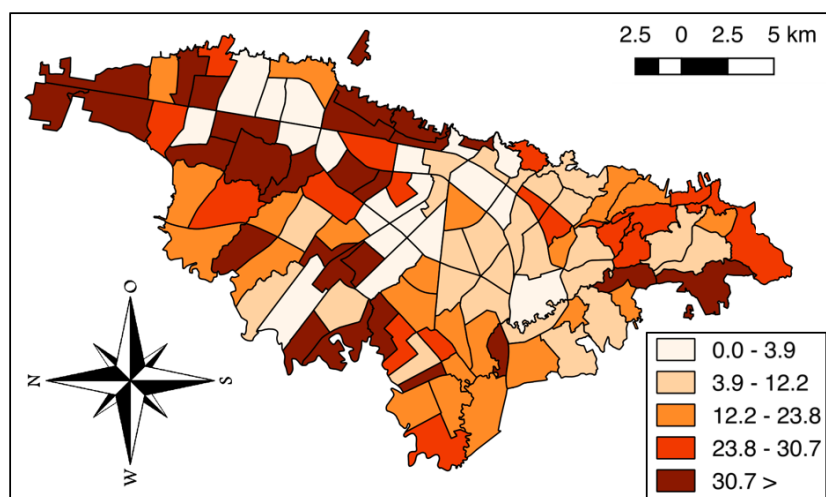 2.5 0 2.5 5 km
O
N
S
W
0.0 - 3.9
3.9 - 12.2
12.2 - 23.8
23.8 - 30.7
30.7 >